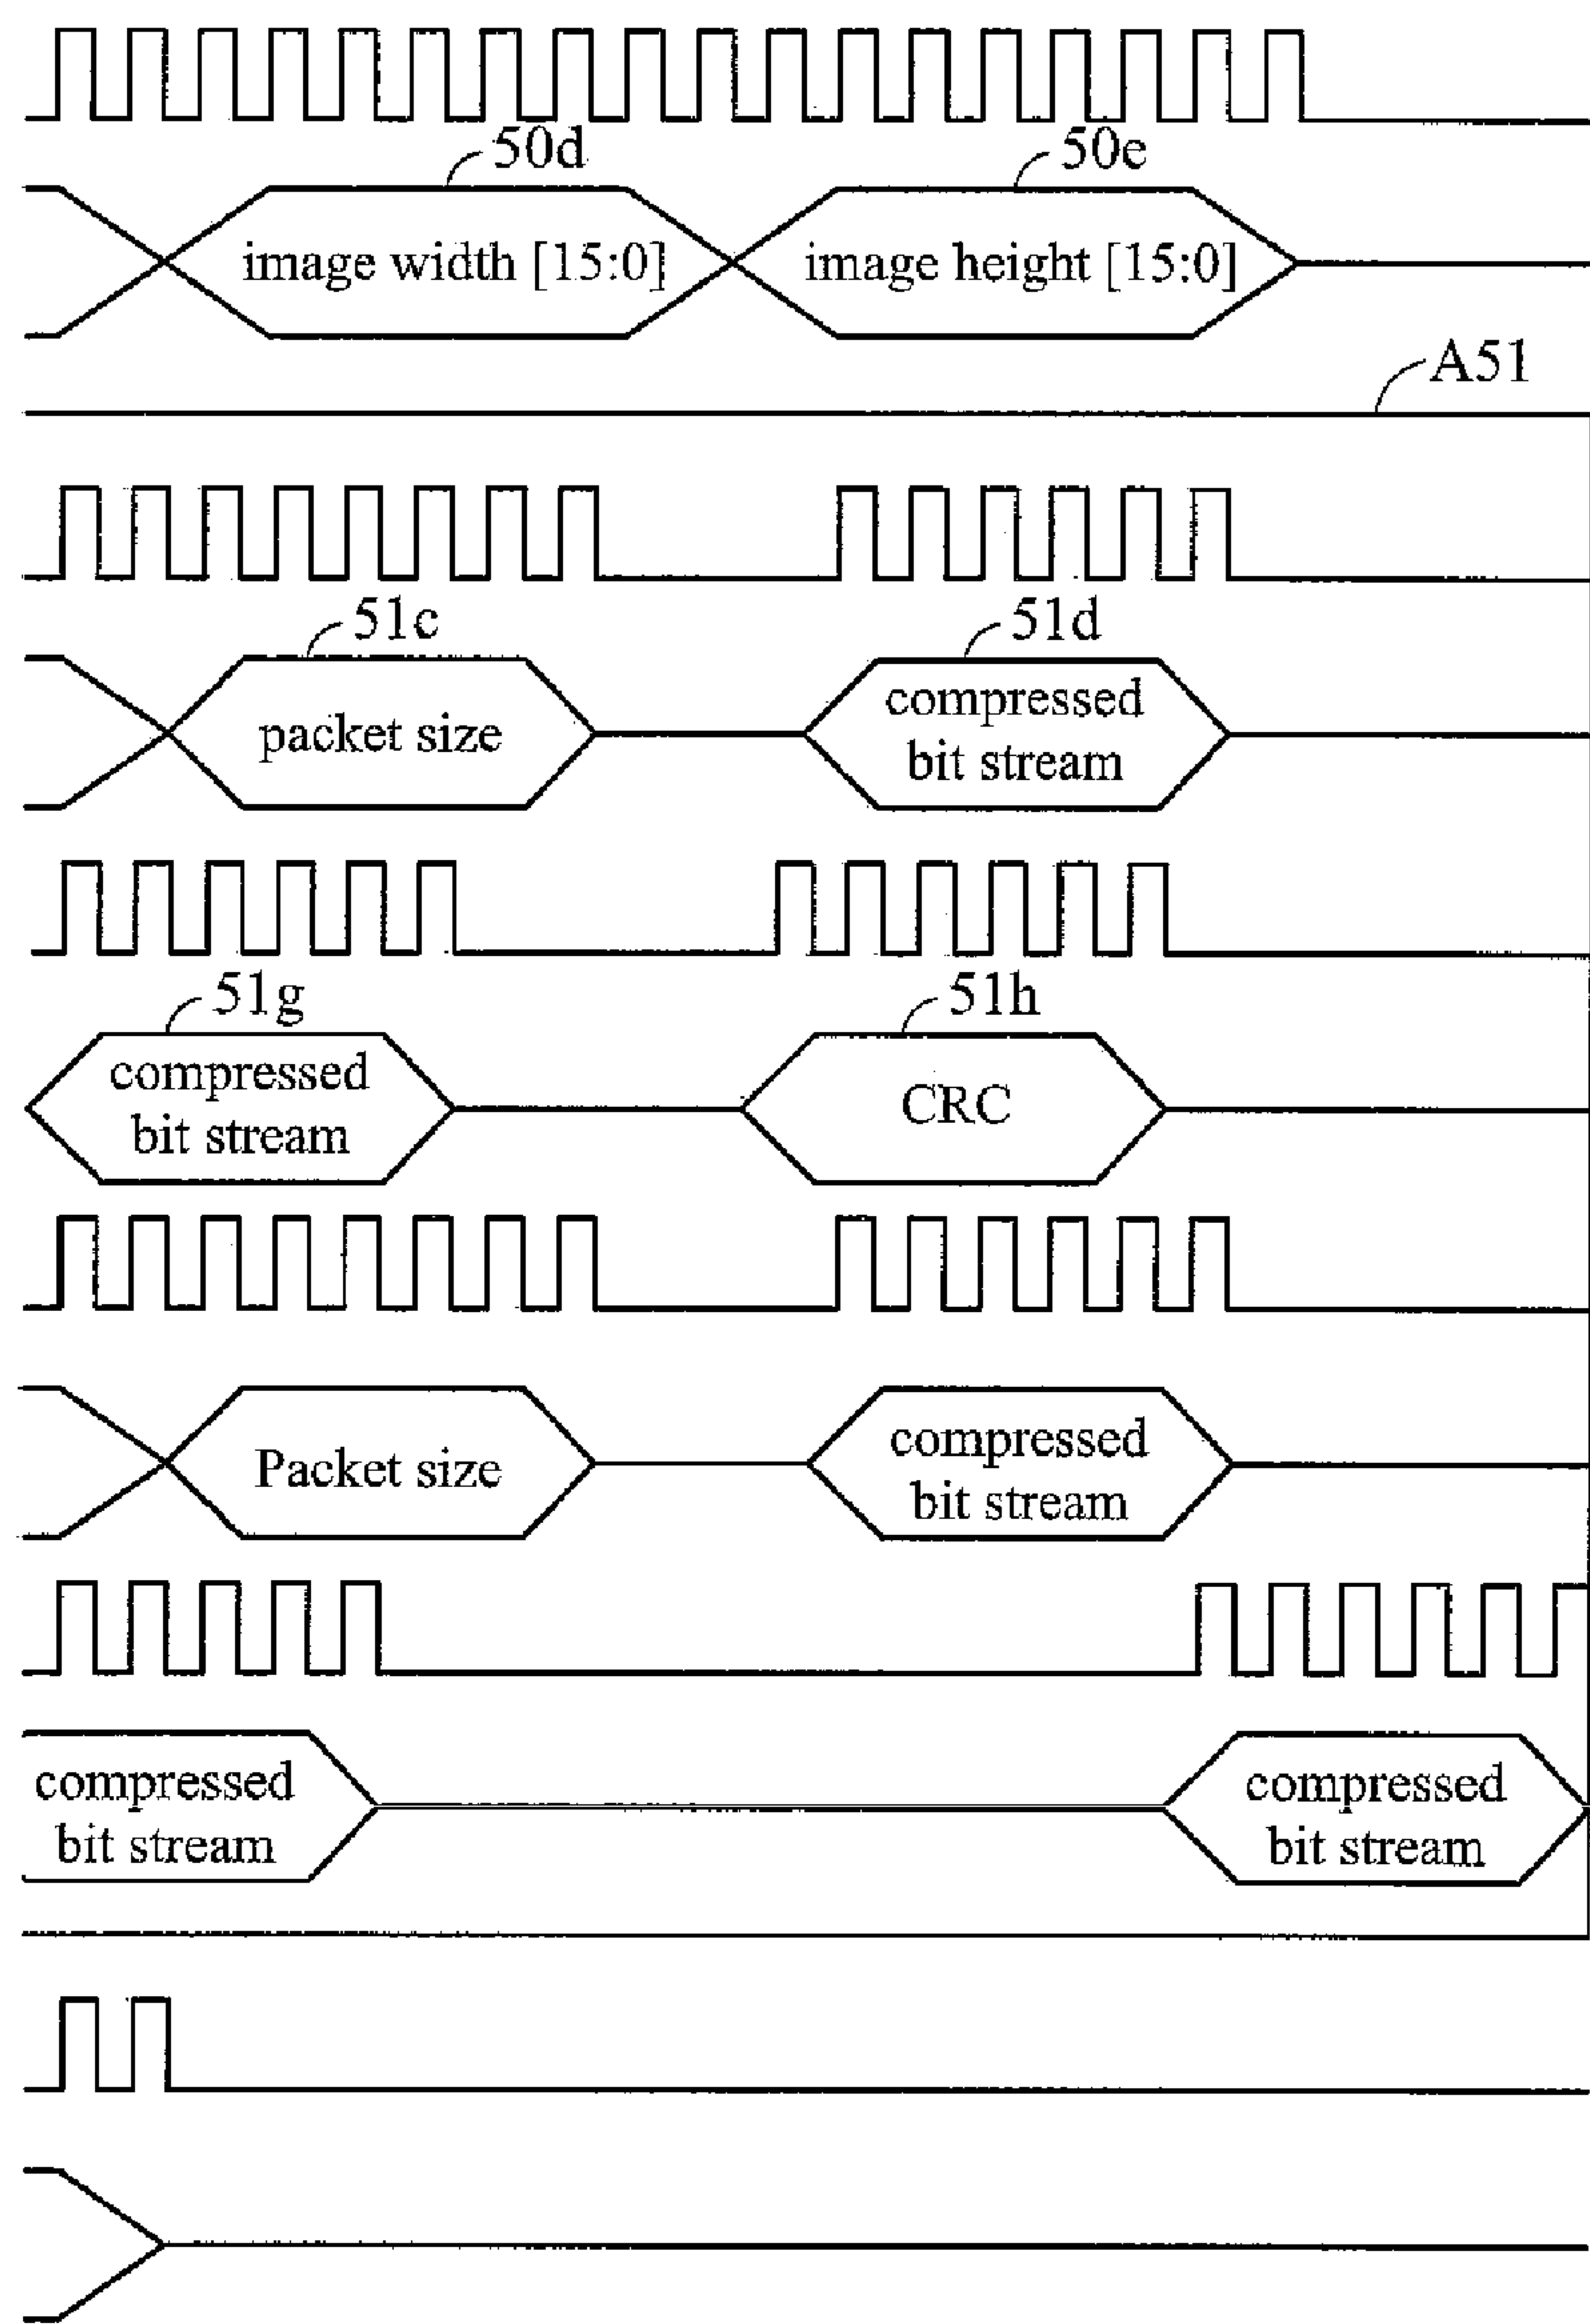 50d
50e
image width [15:0]
image height [15:0]
A51
51c
51d
packet size
compressed
bit stream
51g
51h
compressed
bit stream
CRC
Packet size
compressed
bit stream
compressed
bit stream
compressed
bit stream